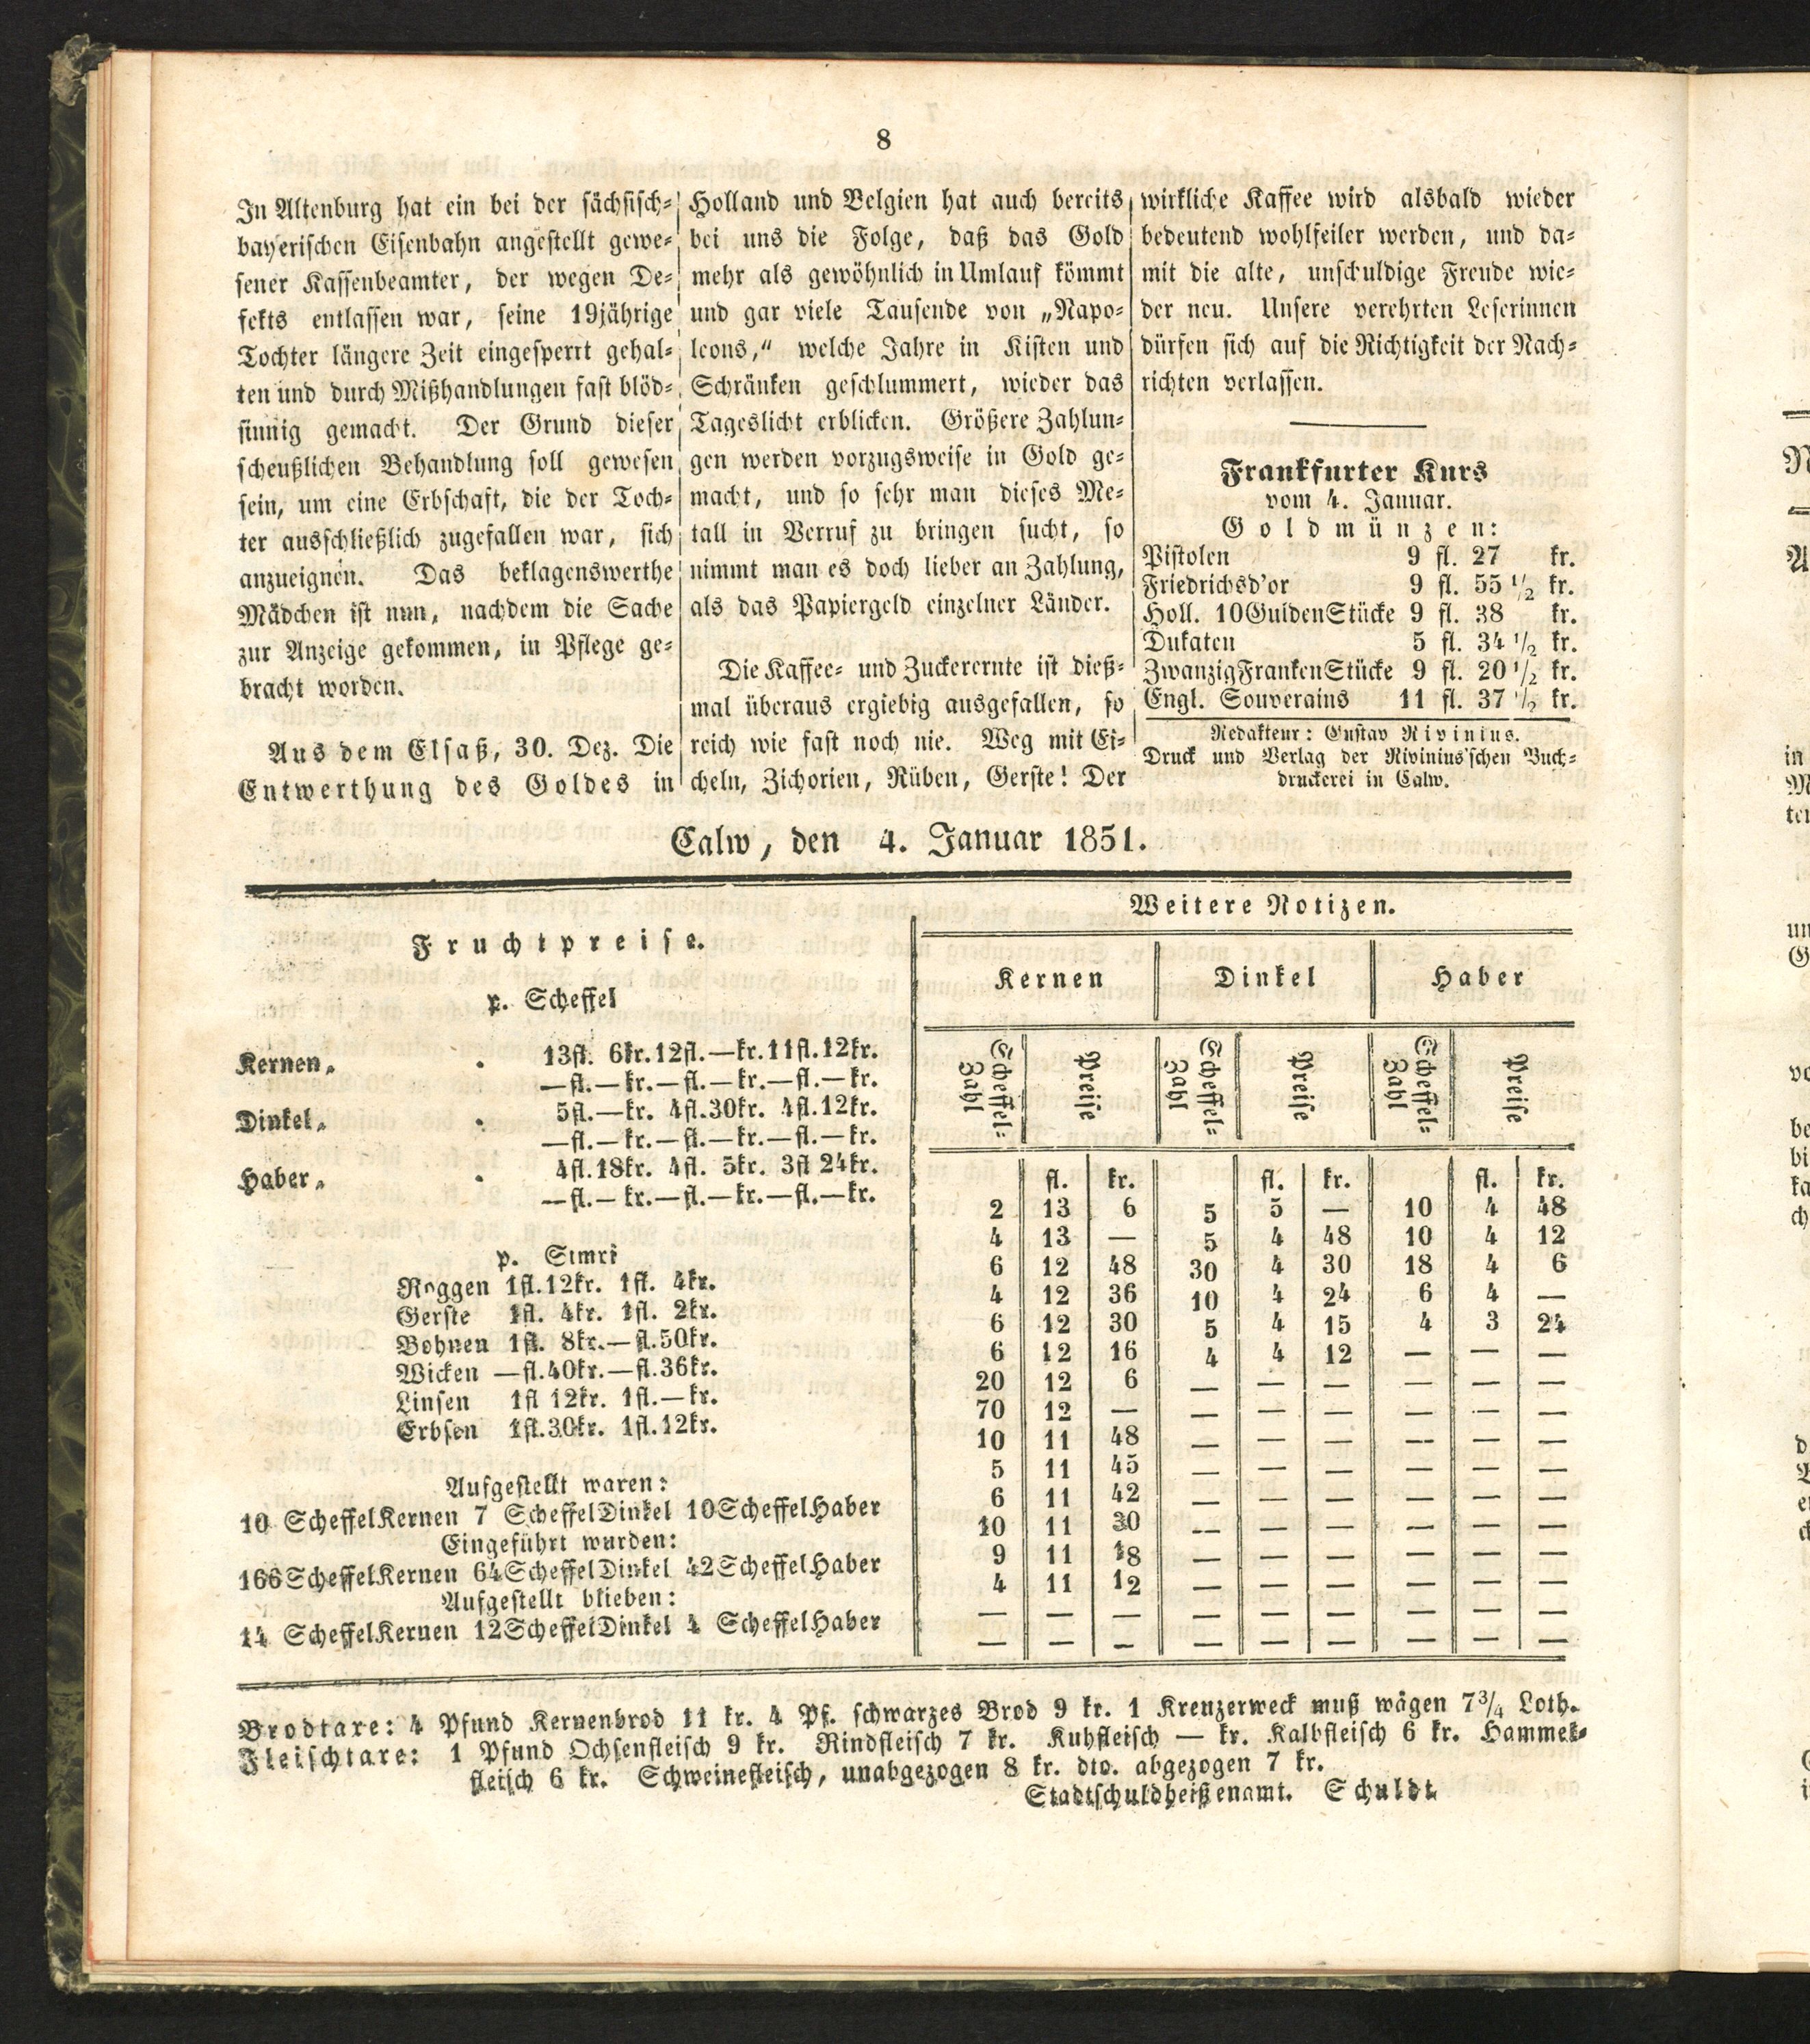 8
In Altenburg hat ein bei der sächsisch-
bayerischen Eisenbahn angestellt gewe-
sener Kassenbeamter, der wegen De-
fekts entlassen war, seine 19jährige
Tochter längere Zeit eingesperrt gehal-
ten und durch Mißhandlungen fast blöd-
sinnig gemacht. Der Grund dieser
scheußlichen Behandlung soll gewesen
sein, um eine Erbschaft, die der Toch-
ter ausschließlich zugefallen war, sich
anzueignen. Das beklagenswerthe
Mädchen ist nun, nachdem die Sache
zur Anzeige gekommen, in Pflege ge-
bracht worden.
Aus dem Elsaß, 30. Dez. Die
Entwerthung des Goldes in
Holland und Belgien hat auch bereits
bei uns die Folge, daß das Gold
mehr als gewöhnlich in Umlauf kömmt
und gar viele Tausende von „Napo-
leons,“ welche Jahre in Kisten und
Schränken geschlummert, wieder das
Tageslicht erblicken. Größere Zahlun-
gen werden vorzugsweise in Gold ge-
macht, und so sehr man dieses Me-
tall in Verruf zu bringen sucht, so
nimmt man es doch lieber an Zahlung,
als das Papiergeld einzelner Länder.
Die Kaffee- und Zuckerernte ist dieß-
mal überaus ergiebig ausgefallen, so
reich wie fast noch nie. Weg mit Ei-
cheln, Zichorien, Rüben, Gerste! Der
wirkliche Kaffee wird alsbald wieder
bedeutend wohlfeiler werden, und da-
mit die alte, unschuldige Freude wie-
der neu. Unsere verehrten Leserinnen
dürfen sich auf die Richtigkeit der Nach-
richten verlassen.
Frankfurter Kurs
vom 4. Januar.
Goldmünzen:
Pistolen 9 fl. 27 kr.
Friedrichsd'or 9 fl. 55 1/2 kr.
Holl. 10GuldenStücke 9 fl. 38 kr.
Dukaten 5 fl. 34 1/2 kr.
ZwanzigFrankenStücke 9 fl. 20 1/2 kr.
Engl. Souverains 11 fl. 37 1/2 kr.
Redakteur: Gustav Rivinius.
Druck und Verlag der Rivinius'schen Buch-
druckerei in Calw.
Calw, den 4. Januar 1851.
Fruchtpreise.
p. Scheffel
Kernen„ . 13fl. 6kr. 12fl.—kr. 11fl. 12kr.
—fl.—kr.—fl.—kr.—fl.—kr.
Dinkel„ . 5fl.—kr. 4fl. 30kr. 4fl. 12kr.
—fl.—kr.—fl.—kr.—fl.—kr.
Haber„ . 4fl. 18kr. 4fl. 5kr. 3fl 24kr.
—fl.—kr.—fl.—kr.—fl.—kr.
p. Simri
Roggen 1fl. 12kr. 1fl. 4kr.
Gerste 1fl. 4kr. 1fl. 2kr.
Bohnen 1fl. 8kr.—fl. 50kr.
Wicken —fl. 40kr.—fl. 36kr.
Linsen 1fl 12kr. 1fl.—kr.
Erbsen 1fl. 30kr. 1fl. 12kr.
Aufgestellt waren:
10 ScheffelKernen 7 ScheffelDinkel 10ScheffelHaber
Eingeführt wurden:
166ScheffelKernen 64ScheffelDinkel 42ScheffelHaber
Aufgestellt blieben:
14 ScheffelKernen 12ScheffelDinkel 4 ScheffelHaber
Weitere Notizen.
Kernen Dinkel Haber
Scheffel-Zahl Preise Scheffel-Zahl Preise Scheffel-Zahl Preise
fl. kr. fl. kr. fl. kr.
2 13 6 5 5 — 10 4 48
4 13 — 5 4 48 10 4 12
6 12 48 30 4 30 18 4 6
4 12 36 10 4 24 6 4 —
6 12 30 5 4 15 4 3 24
6 12 16 4 4 12 — — —
20 12 6 — — — — — —
70 12 — — — — — — —
10 11 48 — — — — — —
5 11 45 — — — — — —
6 11 42 — — — — — —
10 11 30 — — — — — —
9 11 18 — — — — — —
4 11 12 — — — — — —
— — — — — — — — —
— — — — — — — — —
Brodtare: 4 Pfund Kernenbrod 11 kr. 4 Pf. schwarzes Brod 9 kr. 1 Kreuzerweck muß wägen 7 3/4 Loth.
Fleischtare: 1 Pfund Ochsenfleisch 9 kr. Rindfleisch 7 kr. Kuhfleisch — kr. Kalbfleisch 6 kr. Hammel-
fleisch 6 kr. Schweinefleisch, unabgezogen 8 kr. dto. abgezogen 7 kr.
Stadtschuldheißenamt. Schuldt